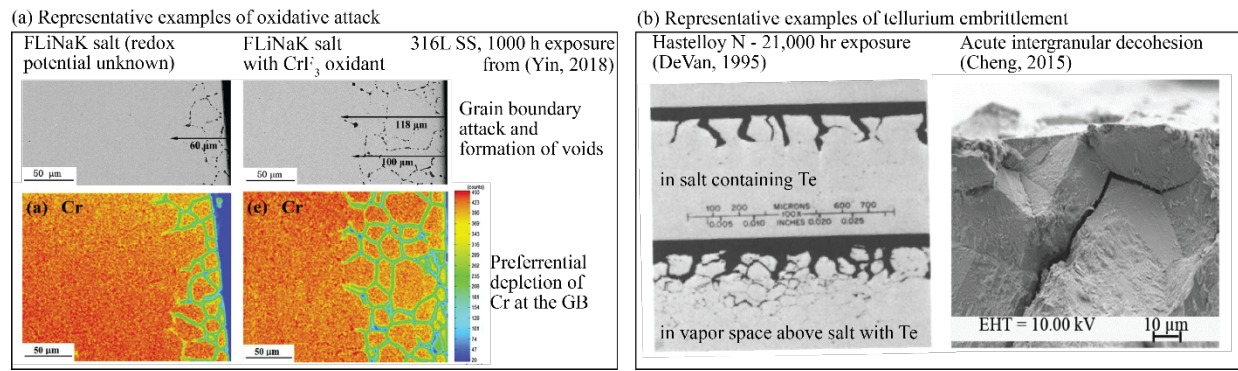 (a) Representative examples of oxidative attack
FLiNaK salt (redox
potential unknown)
FLiNaK salt
with CrF3 oxidant
316L SS, 1000 h exposure
from (Yin, 2018)
60 μm
50 μm
118 μm
100 μm
50 μm
Grain boundary
attack and
formation of voids
(a) Cr
50 μm
(e) Cr
50 μm
(counts)
450
Preferrential
depletion of
Cr at the GB
(b) Representative examples of tellurium embrittlement
Hastelloy N - 21,000 hr exposure
(DeVan, 1995)
in salt containing Te
100 200 MICRONS 600 700
100X
0.005 0.010 INCHES 0.020 0.025
in vapor space above salt with Te
Acute intergranular decohesion
(Cheng, 2015)
EHT = 10.00 kV
10 μm